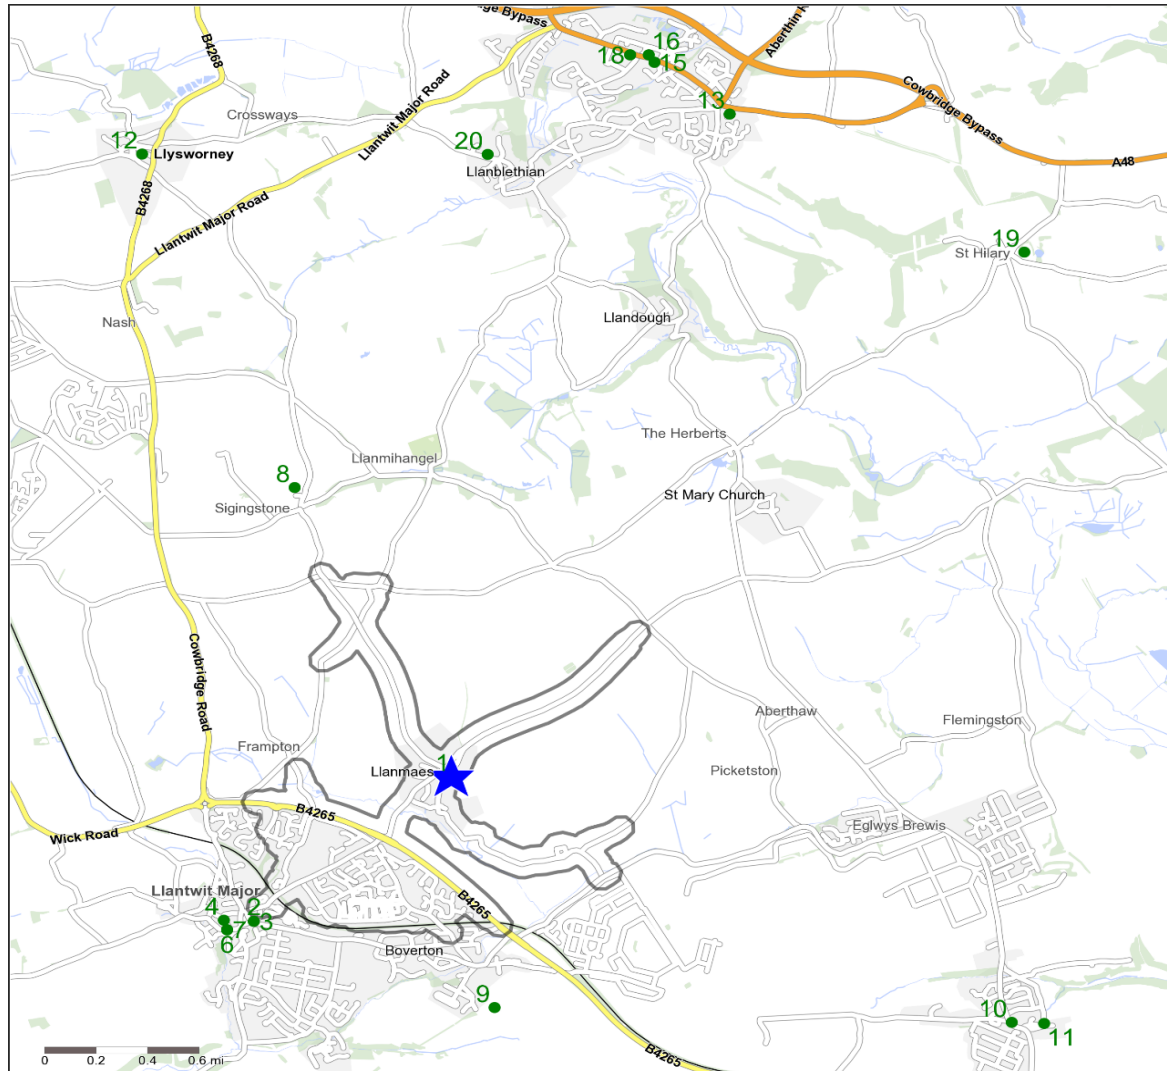 ge Bypass
B4268
Aberthin R
18
16
15
Cowbridge Bypass
13
Crossways
Llantwit Major Road
12
Llysworney
20
Llanblethian
A48
B4268
Llantwit Major Road
19
St Hilary
Nash
Llandough
The Herberts
Llanmihangel
8
St Mary Church
Sigingstone
Cowbridge Road
Aberthaw
Flemingston
Frampton
1
Llanmaes
Picketston
B4265
Wick Road
Eglwys Brewis
Llantwit Major
B4265
4
2
3
7
6
Boverton
9
10
11
B4265
0 0.2 0.4 0.6 mi